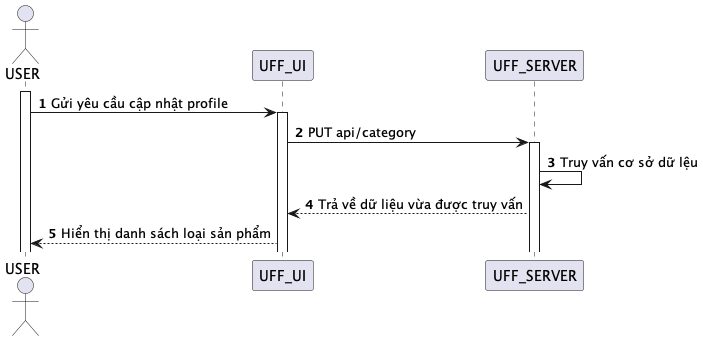 USER
UFF_UI
UFF_SERVER
1 Gửi yêu cầu cập nhật profile
2 PUT api/category
3 Truy vấn cơ sở dữ lệu
4 Trả về dữ liệu vừa được truy vấn
5 Hiển thị danh sách loại sản phẩm
USER
UFF_UI
UFF_SERVER